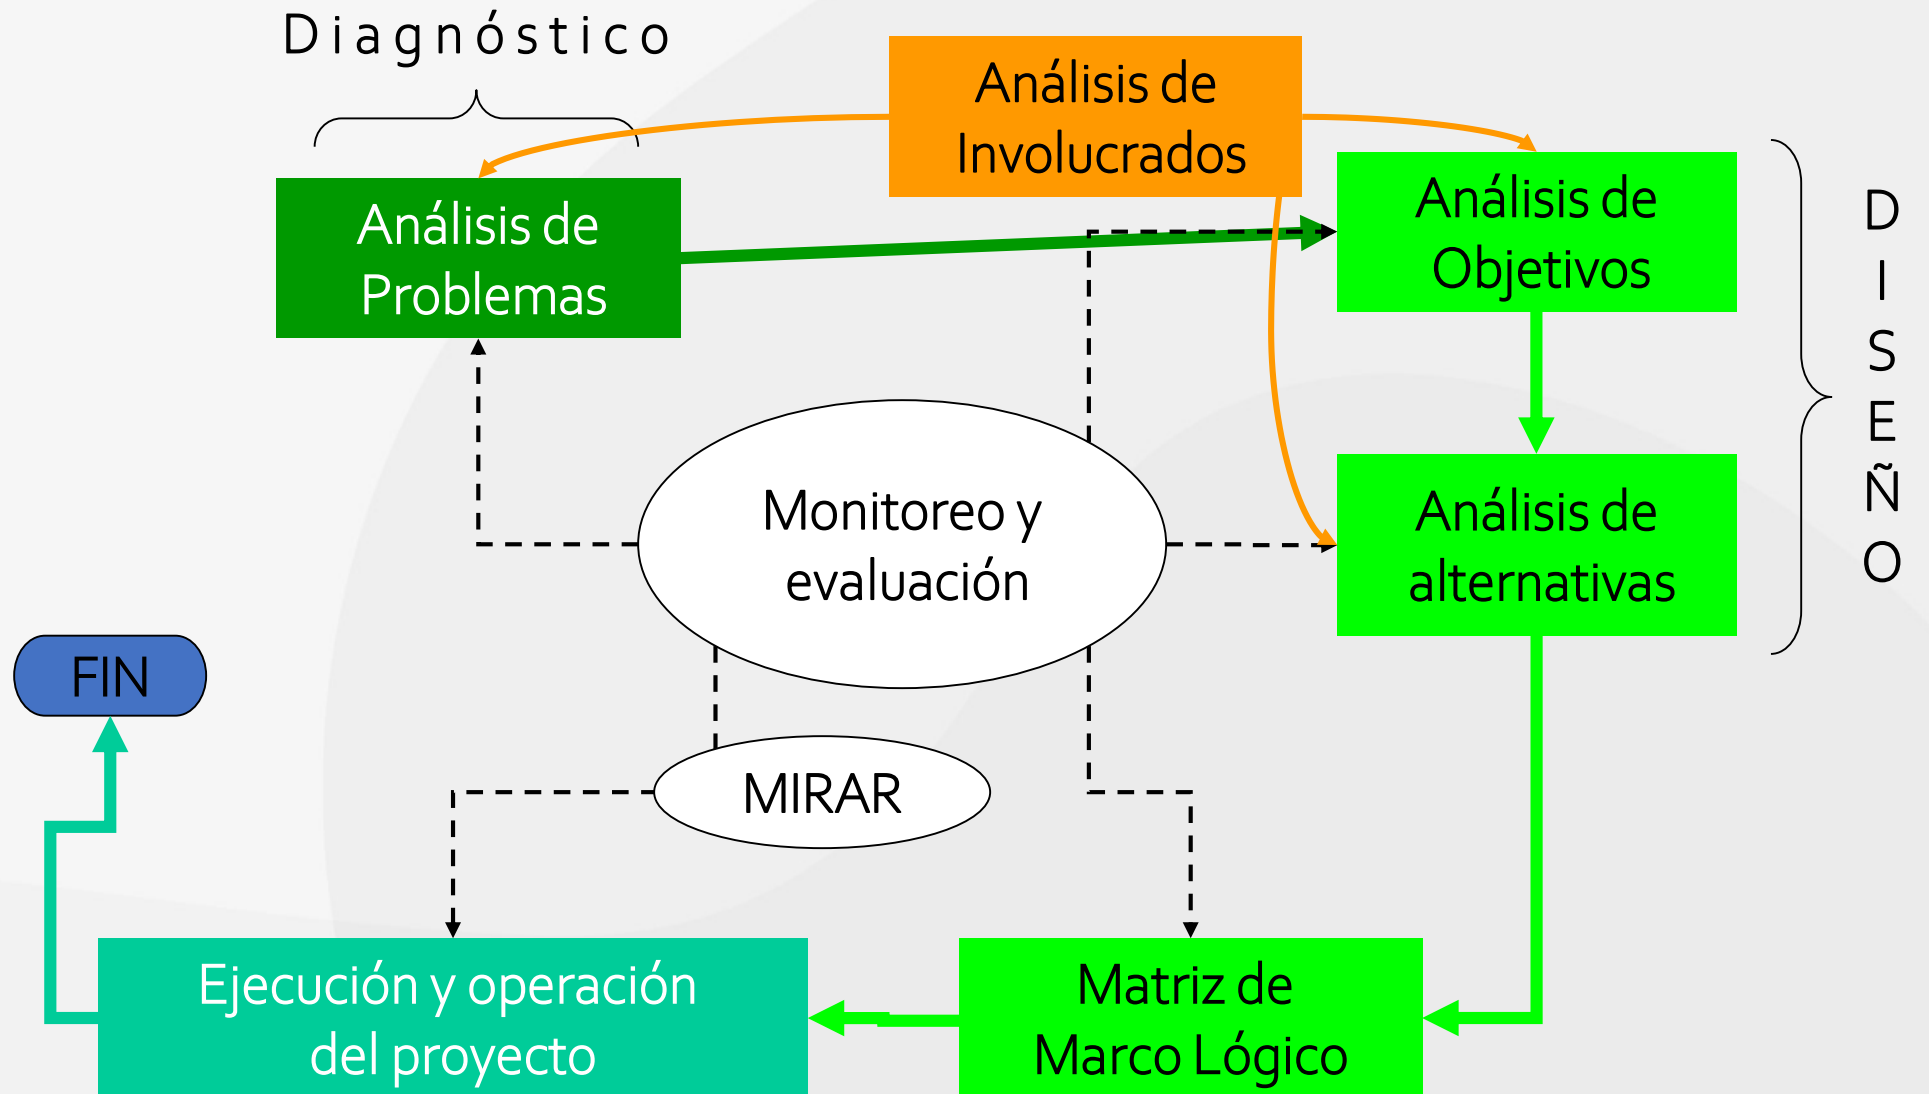 Diagnóstico
Análisis de
Involucrados
Análisis de
Problemas
Análisis de
Objetivos
D
I
S
E
Ñ
O
Monitoreo y
evaluación
Análisis de
alternativas
FIN
MIRAR
Ejecución y operación
del proyecto
Matriz de
Marco Lógico